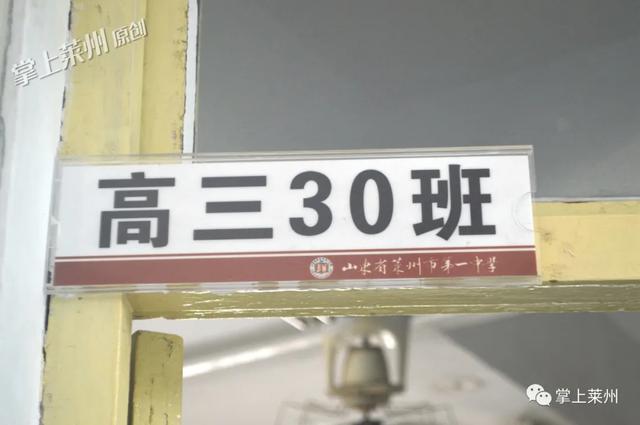 掌上莱州 原创
高三30班
山东省莱州市第一中学
掌上莱州